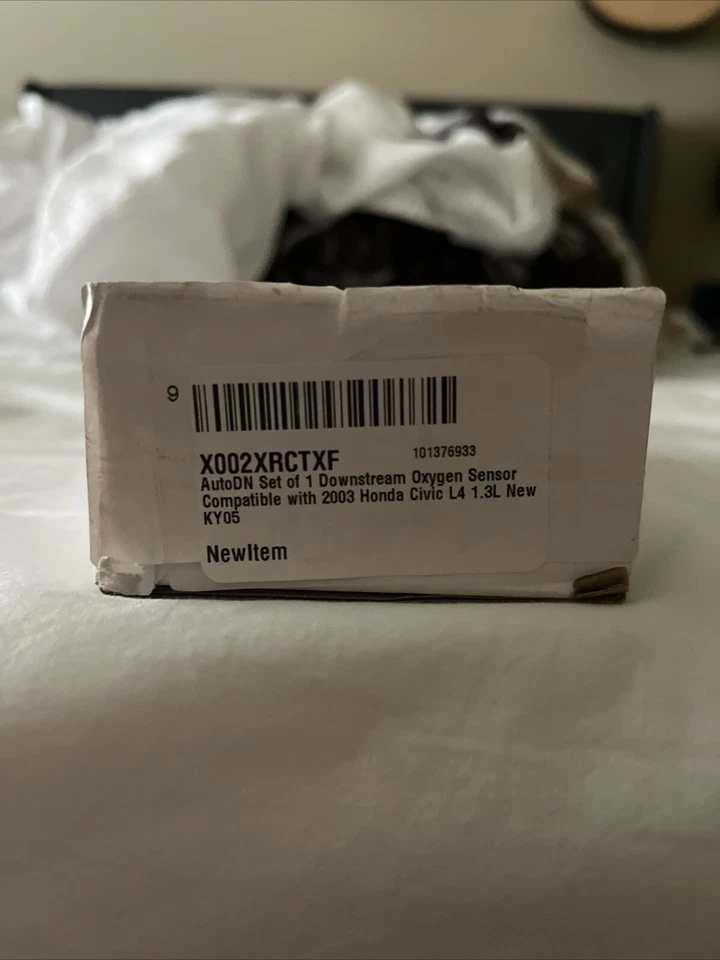 9
X002XRCTXF 101376933
AutoDN Set of 1 Downstream Oxygen Sensor
Compatible with 2003 Honda Civic L4 1.3L New
KY05
NewItem